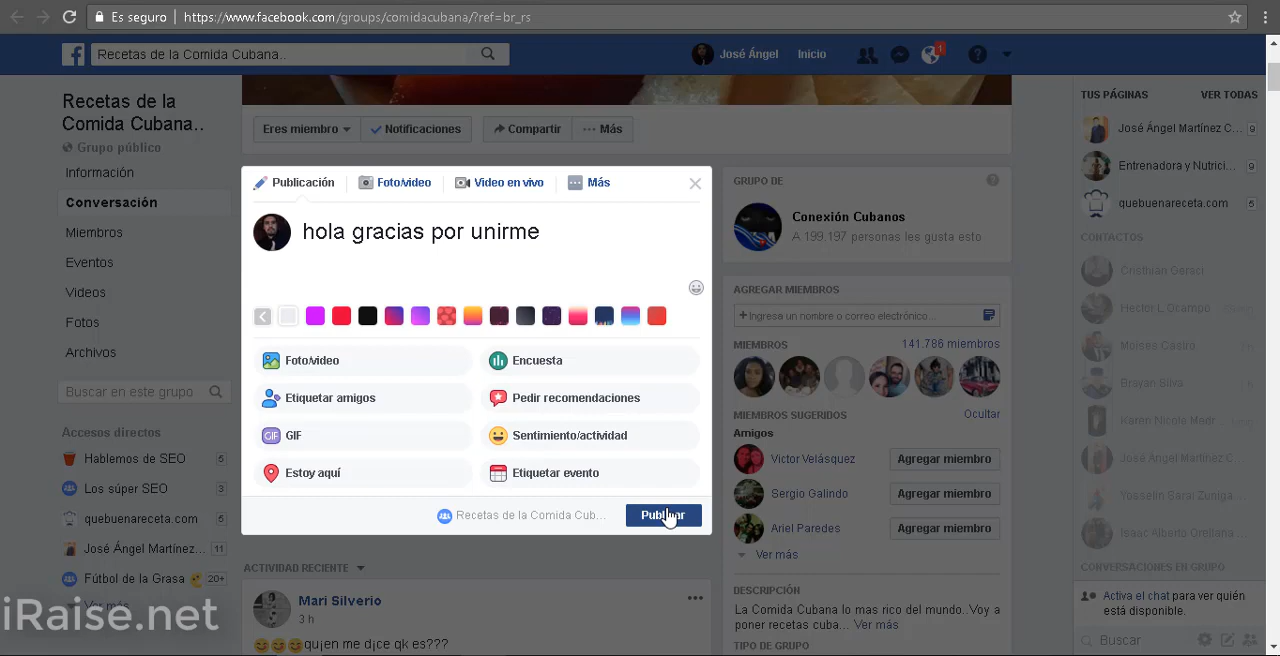 Es seguro | https://www.facebook.com/groups/comidacubana/?ref=br_rs
Recetas de la Comida Cubana..
José Ángel
Inicio
1
Recetas de la
Comida Cubana..
Grupo público
Información
Conversación
Miembros
Eventos
Videos
Fotos
Archivos
Buscar en este grupo
Accesos directos
Hablemos de SEO 5
Los súper SEO 3
quebuenareceta.com 5
José Ángel Martínez... 11
Fútbol de la Grasa 20+
Ver más
iRaise.net
Eres miembro
Notificaciones
Compartir
Más
Publicación
Foto/video
Video en vivo
Más
hola gracias por unirme
Foto/video
Encuesta
Etiquetar amigos
Pedir recomendaciones
GIF
Sentimiento/actividad
Estoy aquí
Etiquetar evento
Recetas de la Comida Cub...
Publicar
ACTIVIDAD RECIENTE
Mari Silverio
3 h
qujen me djce qk es???
GRUPO DE
Conexión Cubanos
A 199.197 personas les gusta esto
AGREGAR MIEMBROS
+Ingresa un nombre o correo electrónico...
MIEMBROS
141.786 miembros
MIEMBROS SUGERIDOS
Ocultar
Amigos
Victor Velásquez
Agregar miembro
Sergio Galindo
Agregar miembro
Ariel Paredes
Agregar miembro
Ver más
DESCRIPCIÓN
La Comida Cubana lo mas rico del mundo..Voy a
poner recetas cuba... Ver más
TIPO DE GRUPO
TUS PÁGINAS
VER TODAS
José Ángel Martínez C... 9
Entrenadora y Nutrici... 9
quebuenareceta.com 5
CONTACTOS
Cristhian Geraci
Hector L. Ocampo
Moises Castro
Brayan Silva
Karen Nicole Madr...
José Ángel Martínez C...
Yosselin Sarai Zuniga...
Isaac Alberto Orellana ...
CONVERSACIONES EN GRUPO
Activa el chat para ver quién
está disponible.
Buscar